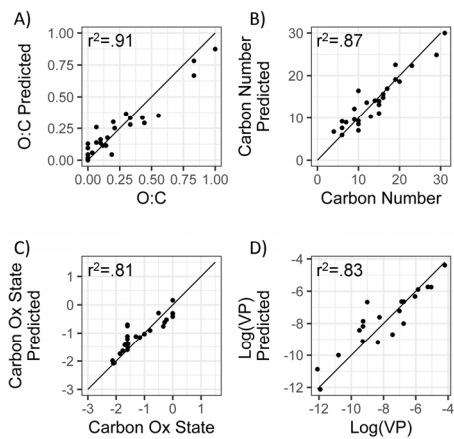 A)
r²=.91
1.00
0.75
0.50
0.25
0.00
O:C Predicted
0.00 0.25 0.50 0.75 1.00
O:C
B)
r²=.87
30
20
10
0
Carbon Number
Predicted
0 10 20 30
Carbon Number
C)
r²=.81
1
0
-1
-2
-3
Carbon Ox State
Predicted
-3 -2 -1 0 1
Carbon Ox State
D)
r²=.83
-4
-6
-8
-10
-12
Log(VP)
Predicted
-12 -10 -8 -6 -4
Log(VP)